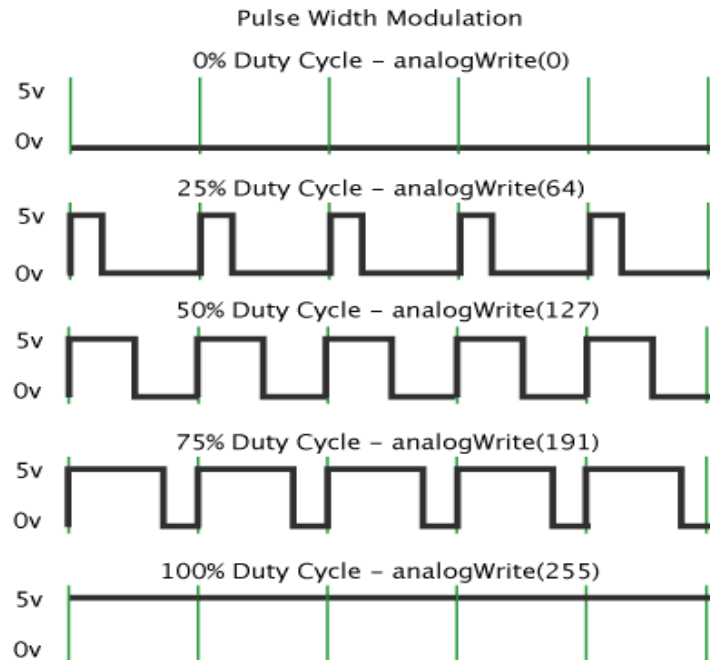 Pulse Width Modulation
0% Duty Cycle – analogWrite(0)
5v
0v
25% Duty Cycle – analogWrite(64)
5v
0v
50% Duty Cycle – analogWrite(127)
5v
0v
75% Duty Cycle – analogWrite(191)
5v
0v
100% Duty Cycle – analogWrite(255)
5v
0v